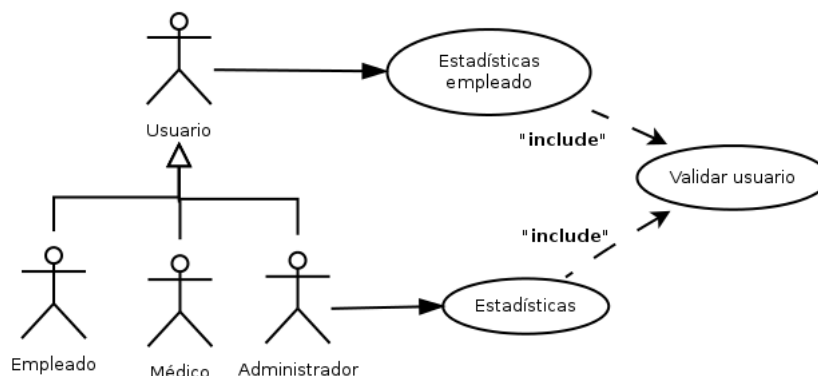 Estadísticas
empleado
Usuario
"include"
Validar usuario
"include"
Estadísticas
Empleado
Médico
Administrador